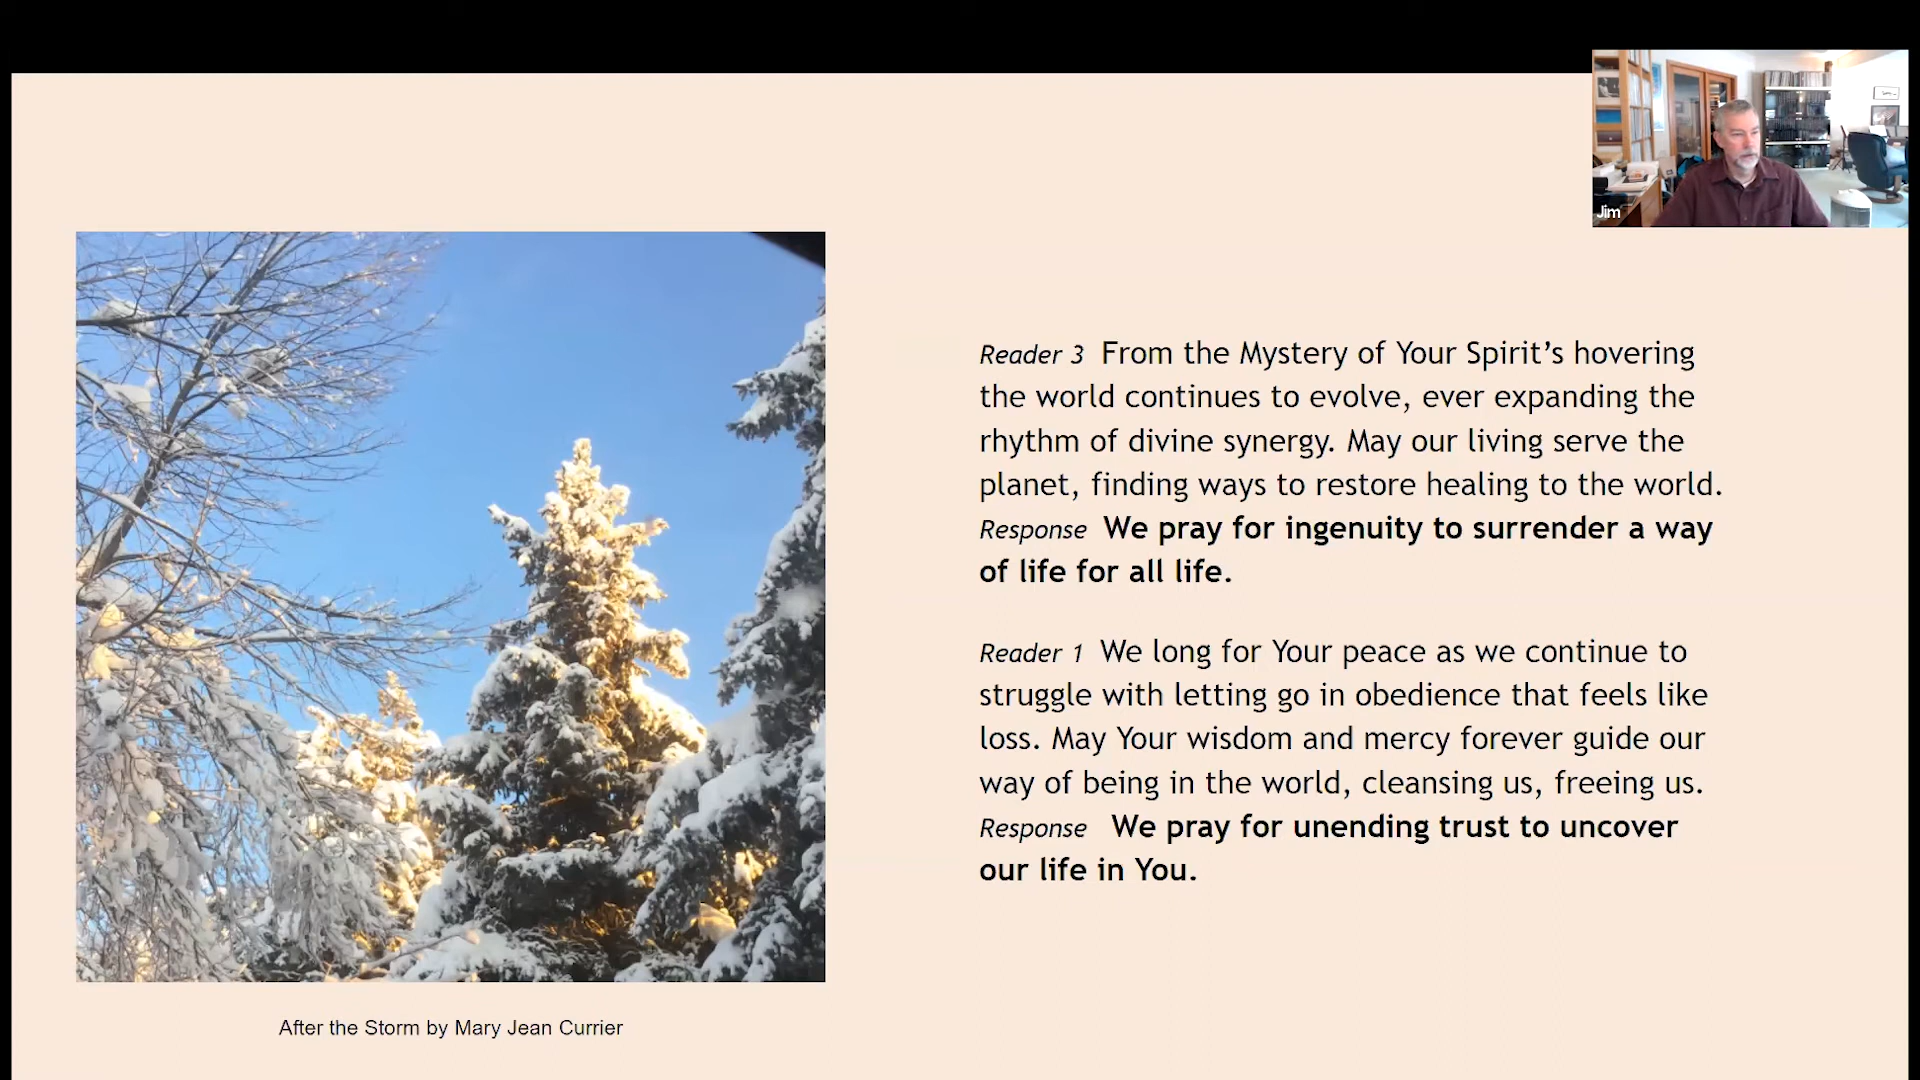 Jim
Reader 3 From the Mystery of Your Spirit’s hovering
the world continues to evolve, ever expanding the
rhythm of divine synergy. May our living serve the
planet, finding ways to restore healing to the world.
Response We pray for ingenuity to surrender a way
of life for all life.
Reader 1 We long for Your peace as we continue to
struggle with letting go in obedience that feels like
loss. May Your wisdom and mercy forever guide our
way of being in the world, cleansing us, freeing us.
Response We pray for unending trust to uncover
our life in You.
After the Storm by Mary Jean Currier